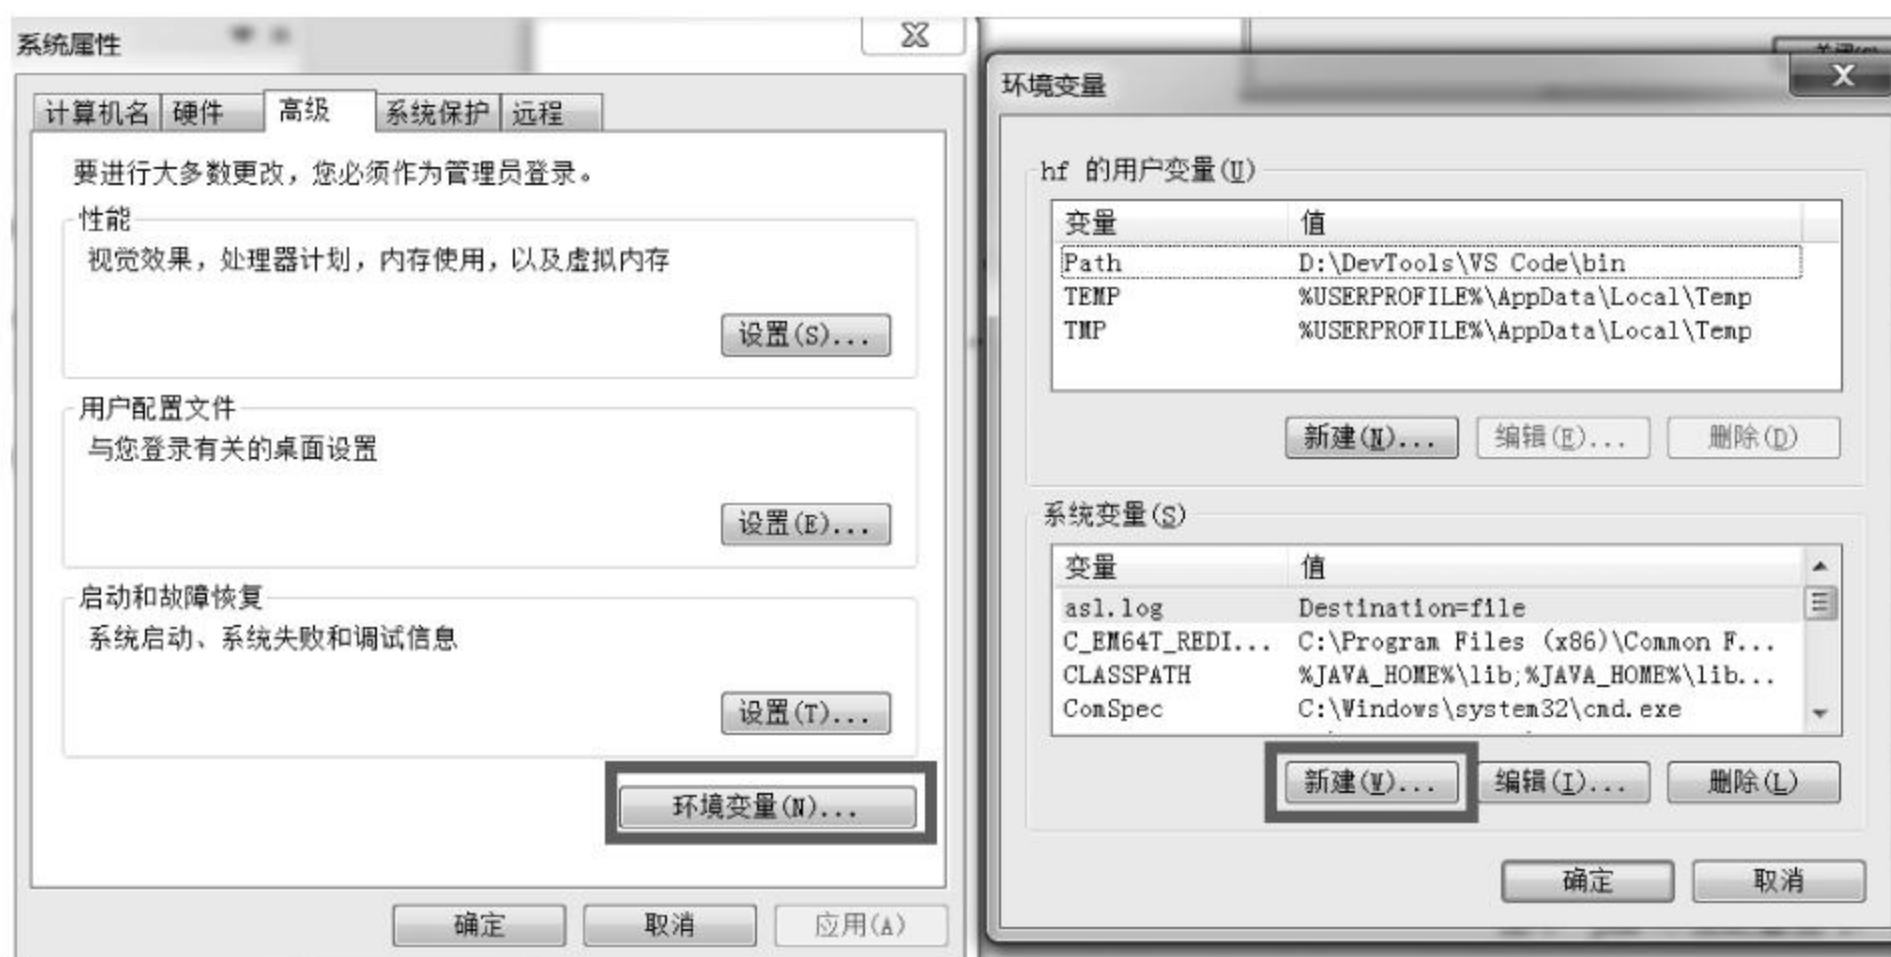 系统属性
计算机名 硬件 高级 系统保护 远程
要进行大多数更改，您必须作为管理员登录。
性能
视觉效果，处理器计划，内存使用，以及虚拟内存
设置(S)...
用户配置文件
与您登录有关的桌面设置
设置(E)...
启动和故障恢复
系统启动、系统失败和调试信息
设置(T)...
环境变量(N)...
确定 取消 应用(A)
环境变量
hf 的用户变量(U)
变量 值
Path D:\DevTools\VS Code\bin
TEMP %USERPROFILE%\AppData\Local\Temp
TMP %USERPROFILE%\AppData\Local\Temp
新建(N)... 编辑(E)... 删除(D)
系统变量(S)
变量 值
asl.log Destination=file
C_EM64T_REDI... C:\Program Files (x86)\Common F...
CLASSPATH %JAVA_HOME%\lib;%JAVA_HOME%\lib...
ComSpec C:\Windows\system32\cmd.exe
新建(W)... 编辑(I)... 删除(L)
确定 取消